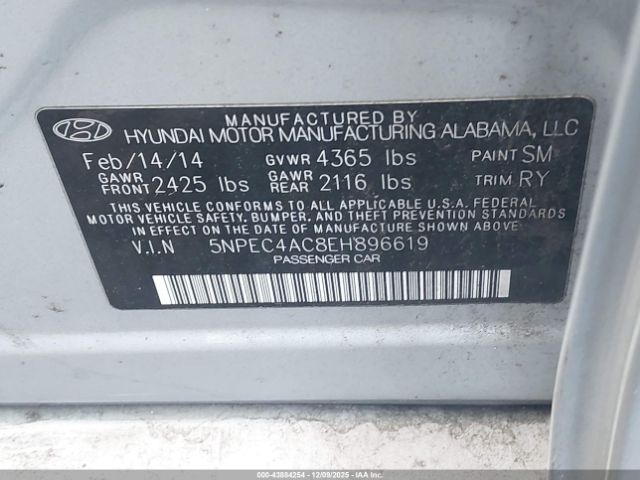 MANUFACTURED BY
HYUNDAI MOTOR MANUFACTURING ALABAMA, LLC
Feb/14/14 GVWR 4365 lbs PAINT SM
GAWR FRONT 2425 lbs GAWR REAR 2116 lbs TRIM RY
THIS VEHICLE CONFORMS TO ALL APPLICABLE U.S.A. FEDERAL
MOTOR VEHICLE SAFETY, BUMPER, AND THEFT PREVENTION
STANDARDS IN EFFECT ON THE DATE OF MANUFACTURE SHOWN ABOVE.
V.I.N 5NPEC4AC8EH896619
PASSENGER CAR
000-43884254 | 12/09/2025 - IAAI.COM